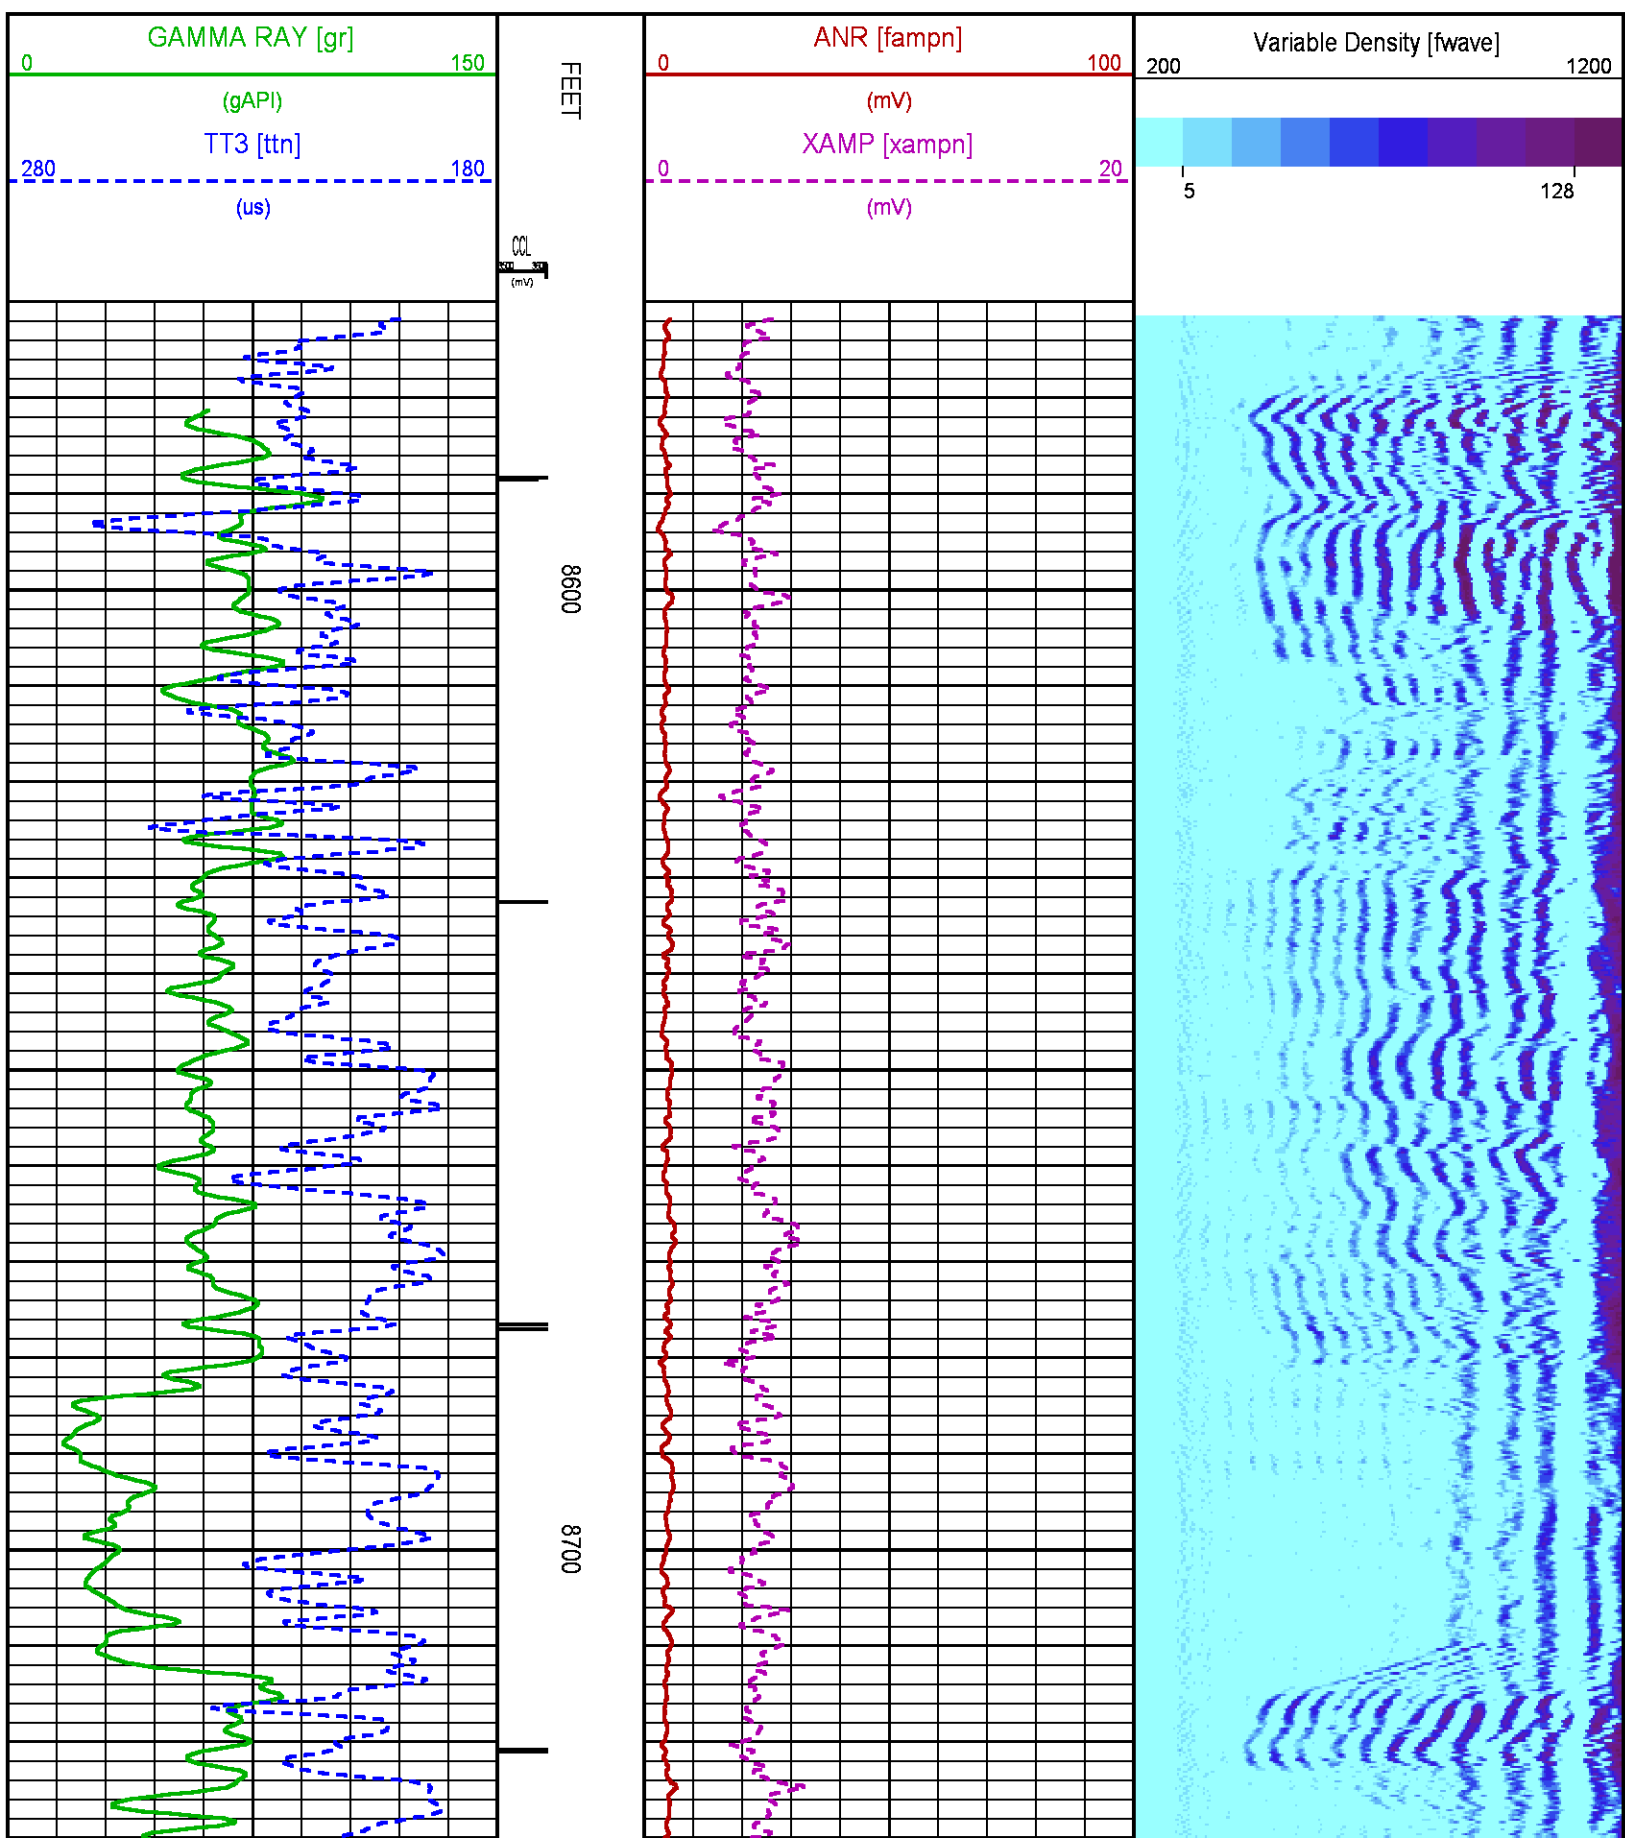 GAMMA RAY [gr]
0 150
(gAPI)
TT3 [ttn]
280 180
(us)
FEET
CCL
(mV)
ANR [fampn]
0 100
(mV)
XAMP [xampn]
0 20
(mV)
Variable Density [fwave]
200 1200
5 128
8600
8700